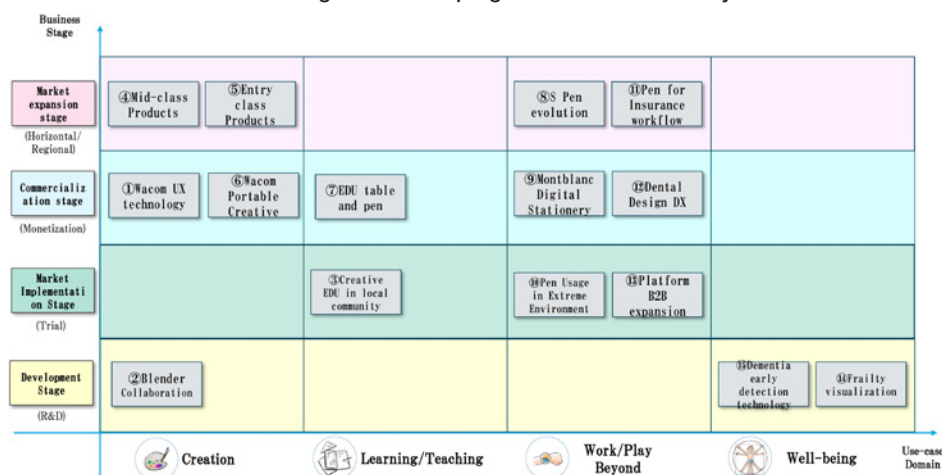 Business
Stage
Market
expansion
stage
(Horizontal/
Regional)
④Mid-class
Products
⑤Entry
class
Products
⑧S Pen
evolution
⑪Pen for
Insurance
workflow
Commercializ
ation stage
(Monetization)
①Wacom UX
technology
⑥Wacom
Portable
Creative
⑦EDU table
and pen
⑨Montblanc
Digital
Stationery
⑫Dental
Design DX
Market
Implementati
on Stage
(Trial)
③Creative
EDU in local
community
⑩Pen Usage
in Extreme
Environment
⑬Platform
B2B
expansion
Development
Stage
(R&D)
②Blender
Collaboration
⑮Dementia
early
detection
technology
⑭Frailty
visualization
Creation
Learning/Teaching
Work/Play
Beyond
Well-being
Use-case
Domain